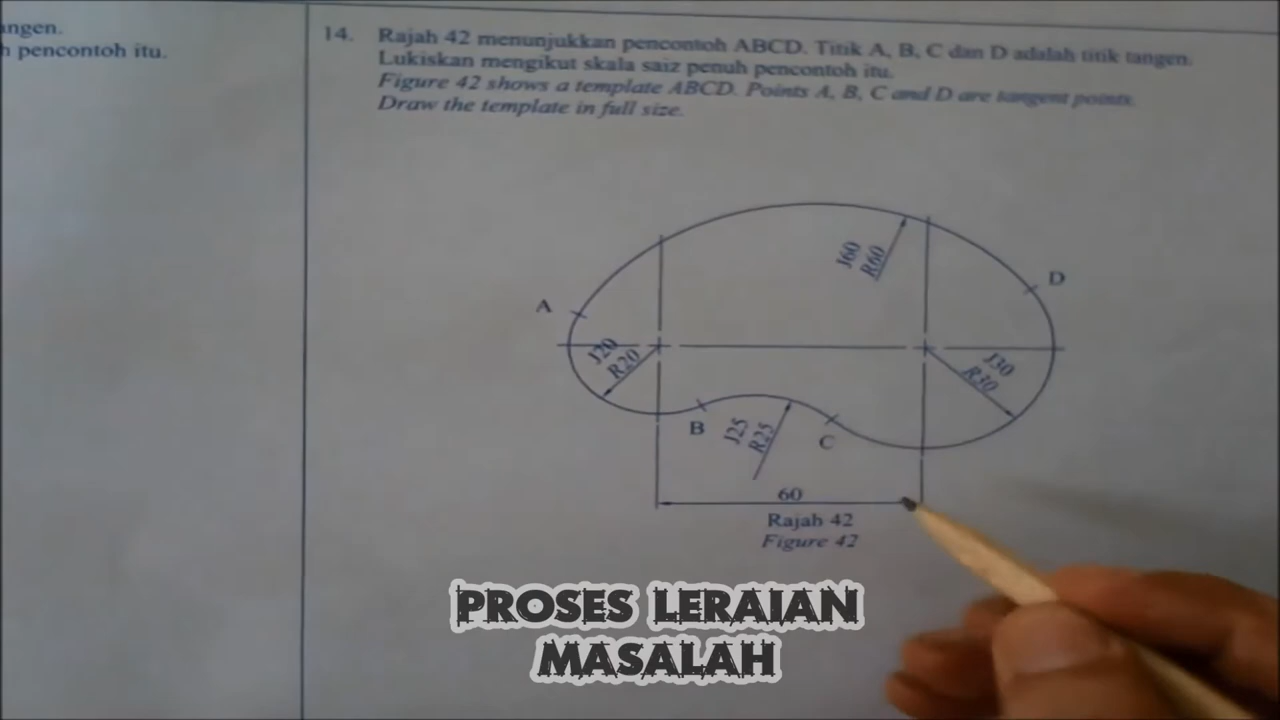 angen.
h pencontoh itu.
14. Rajah 42 menunjukkan pencontoh ABCD. Titik A, B, C dan D adalah titik tangen.
Lukiskan mengikut skala saiz penuh pencontoh itu.
Figure 42 shows a template ABCD. Points A, B, C and D are tangent points.
Draw the template in full size.
J60
R60
D
A
J20
R20
J30
R30
B
J25
R25
C
60
Rajah 42
Figure 42
PROSES LERAIAN
MASALAH